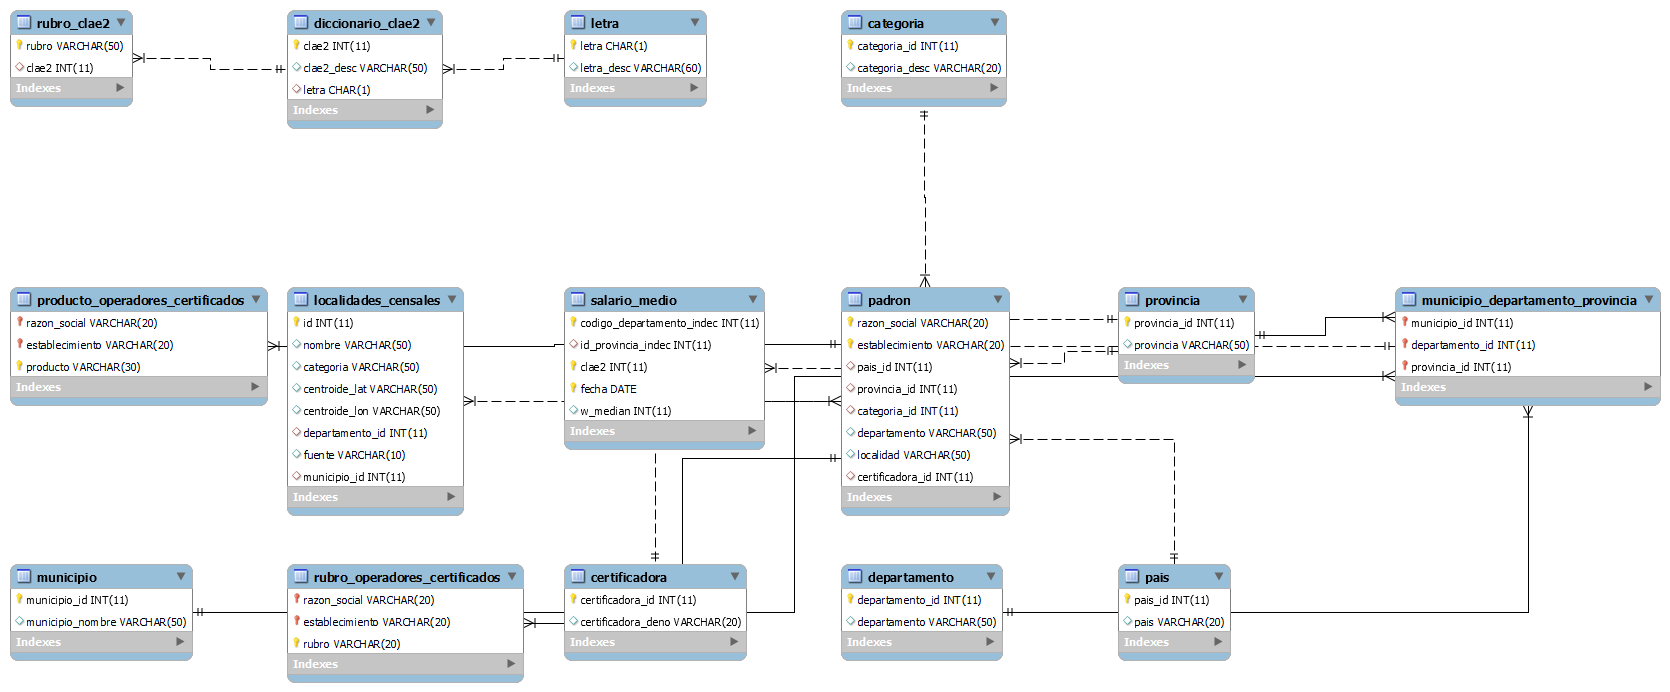 rubro_clae2
rubro VARCHAR(50)
clae2 INT(11)
Indexes
diccionario_clae2
clae2 INT(11)
clae2_desc VARCHAR(50)
letra CHAR(1)
Indexes
letra
letra CHAR(1)
letra_desc VARCHAR(60)
Indexes
categoria
categoria_id INT(11)
categoria_desc VARCHAR(20)
Indexes
producto_operadores_certificados
razon_social VARCHAR(20)
establecimiento VARCHAR(20)
producto VARCHAR(30)
Indexes
localidades_censales
id INT(11)
nombre VARCHAR(50)
categoria VARCHAR(50)
centroide_lat VARCHAR(50)
centroide_lon VARCHAR(50)
departamento_id INT(11)
fuente VARCHAR(10)
municipio_id INT(11)
Indexes
salario_medio
codigo_departamento_indec INT(11)
id_provincia_indec INT(11)
clae2 INT(11)
fecha DATE
w_median INT(11)
Indexes
padron
razon_social VARCHAR(20)
establecimiento VARCHAR(20)
pais_id INT(11)
provincia_id INT(11)
categoria_id INT(11)
departamento VARCHAR(50)
localidad VARCHAR(50)
certificadora_id INT(11)
Indexes
provincia
provincia_id INT(11)
provincia VARCHAR(50)
Indexes
municipio_departamento_provincia
municipio_id INT(11)
departamento_id INT(11)
provincia_id INT(11)
Indexes
municipio
municipio_id INT(11)
municipio_nombre VARCHAR(50)
Indexes
rubro_operadores_certificados
razon_social VARCHAR(20)
establecimiento VARCHAR(20)
rubro VARCHAR(20)
Indexes
certificadora
certificadora_id INT(11)
certificadora_deno VARCHAR(20)
Indexes
departamento
departamento_id INT(11)
departamento VARCHAR(50)
Indexes
pais
pais_id INT(11)
pais VARCHAR(20)
Indexes